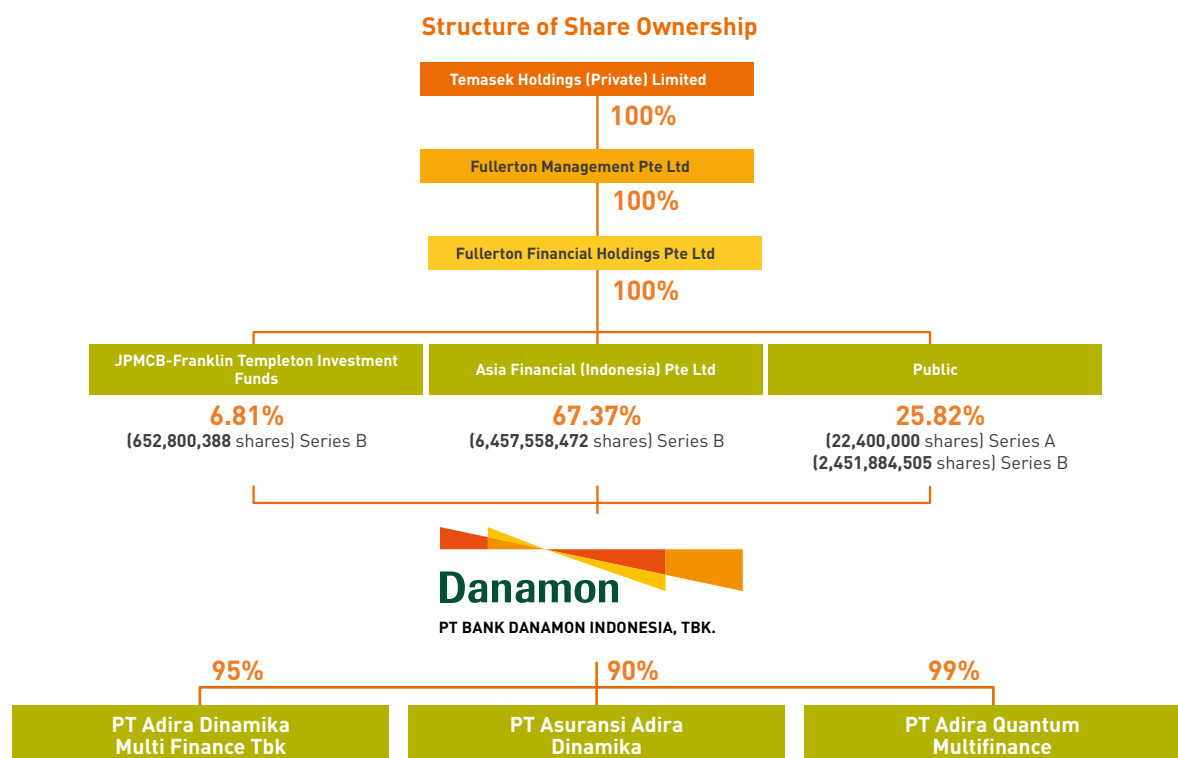 Structure of Share Ownership
Temasek Holdings (Private) Limited
100%
Fullerton Management Pte Ltd
100%
Fullerton Financial Holdings Pte Ltd
100%
JPMCB-Franklin Templeton Investment
Funds
6.81%
(652,800,388 shares) Series B
Asia Financial (Indonesia) Pte Ltd
67.37%
(6,457,558,472 shares) Series B
Public
25.82%
(22,400,000 shares) Series A
(2,451,884,505 shares) Series B
Danamon
PT BANK DANAMON INDONESIA, TBK.
95%
PT Adira Dinamika
Multi Finance Tbk
90%
PT Asuransi Adira
Dinamika
99%
PT Adira Quantum
Multifinance